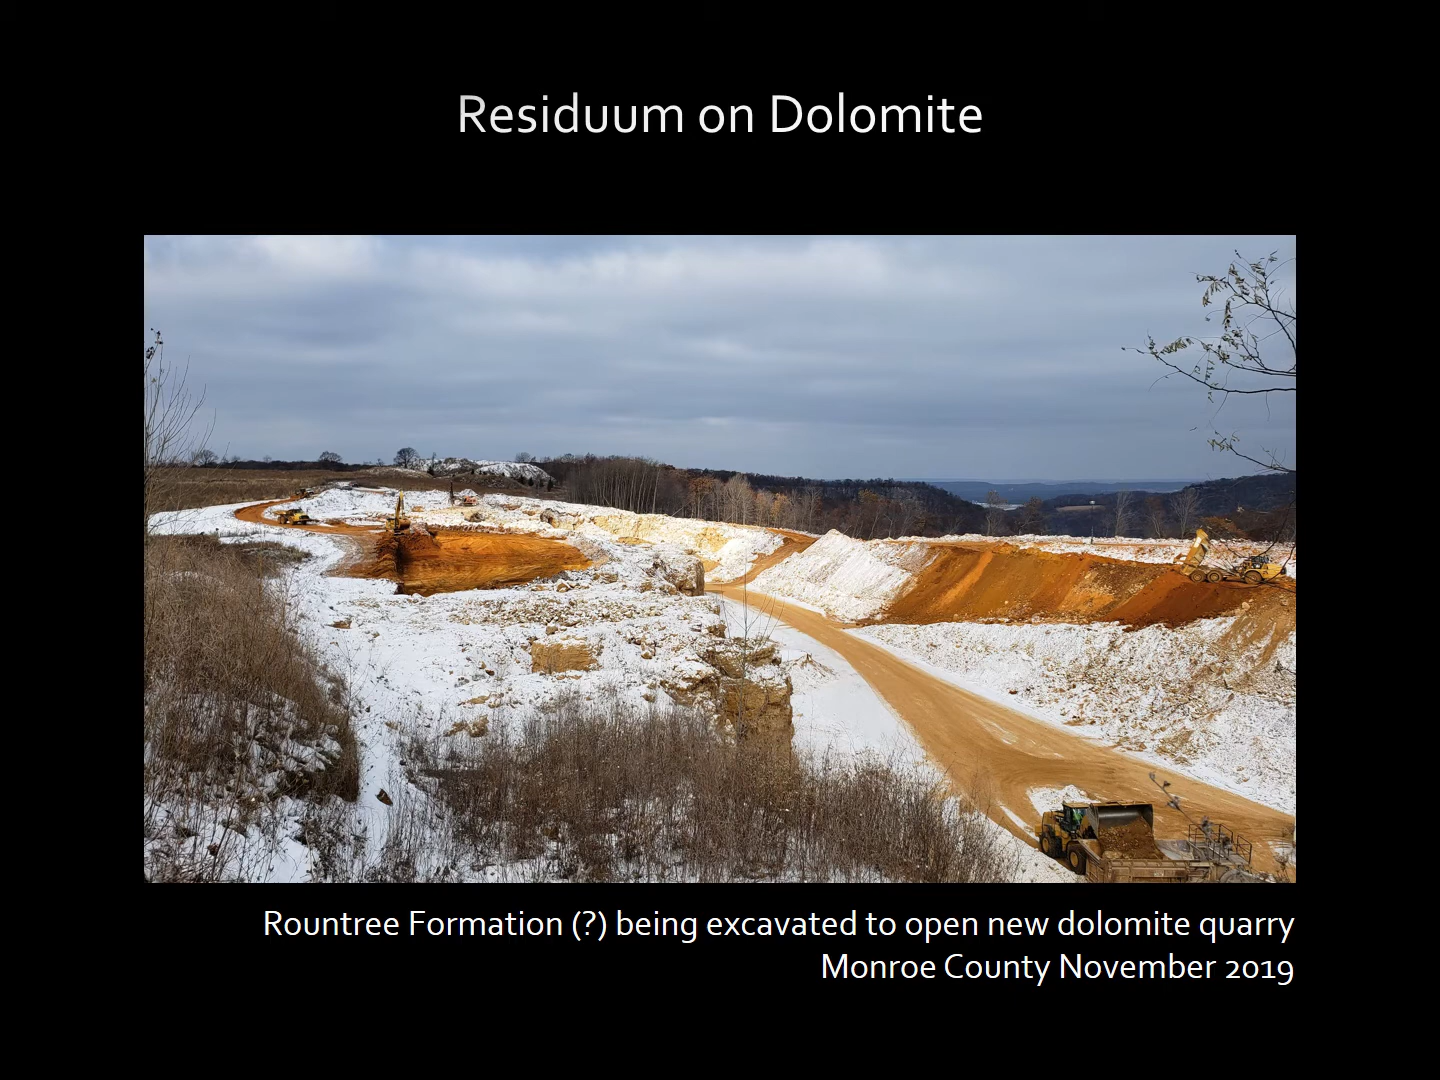 Residuum on Dolomite
Rountree Formation (?) being excavated to open new dolomite quarry
Monroe County November 2019